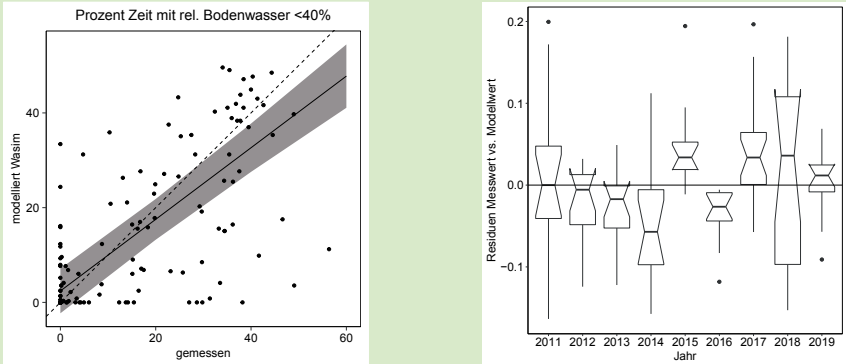 Prozent Zeit mit rel. Bodenwasser <40%
modelliert Wasim
40
20
0
0 20 40 60
gemessen
Residuen Messwert vs. Modellwert
0.2
0.1
0.0
−0.1
2011 2012 2013 2014 2015 2016 2017 2018 2019
Jahr